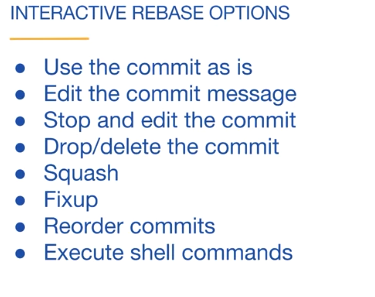 INTERACTIVE REBASE OPTIONS
● Use the commit as is
● Edit the commit message
● Stop and edit the commit
● Drop/delete the commit
● Squash
● Fixup
● Reorder commits
● Execute shell commands